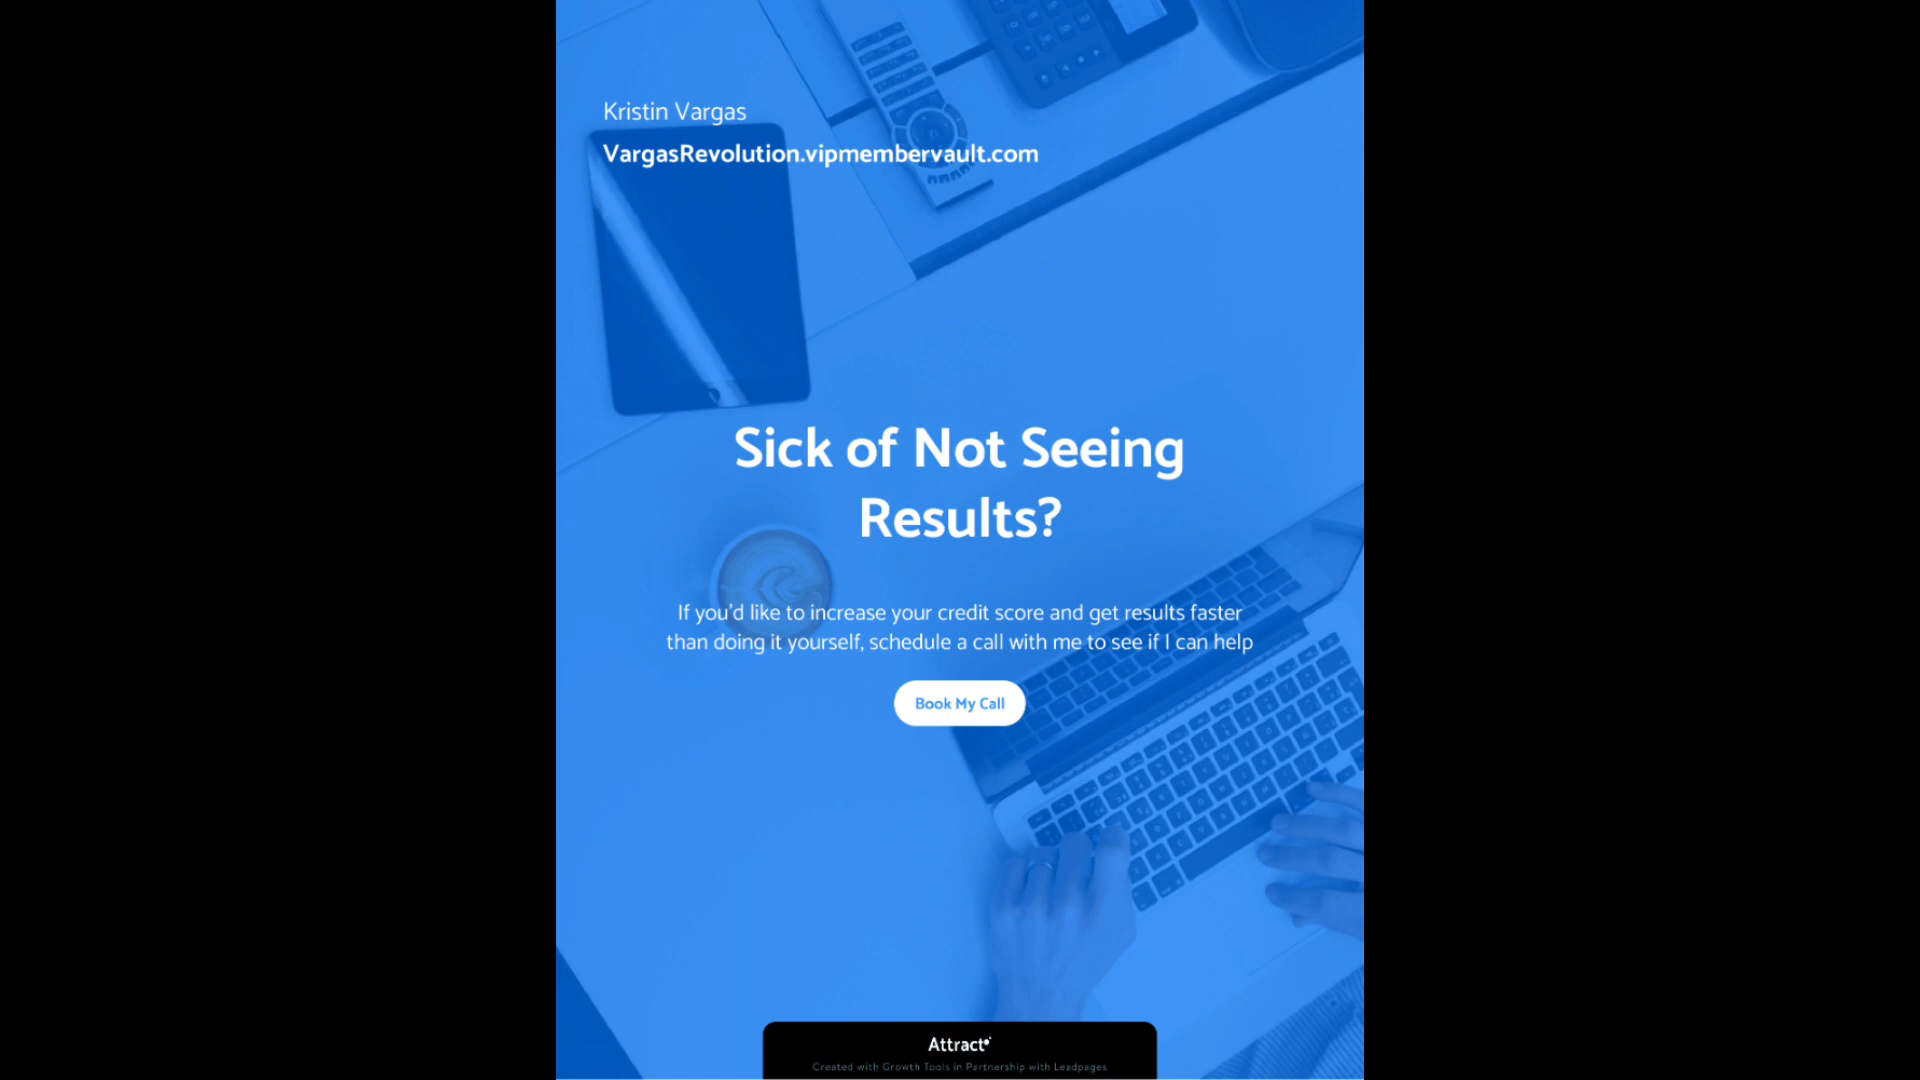 Kristin Vargas
VargasRevolution.vipmembervault.com
Sick of Not Seeing
Results?
If you'd like to increase your credit score and get results faster
than doing it yourself, schedule a call with me to see if I can help
Book My Call
Attract
Created with Growth Tools in Partnership with Leadpages